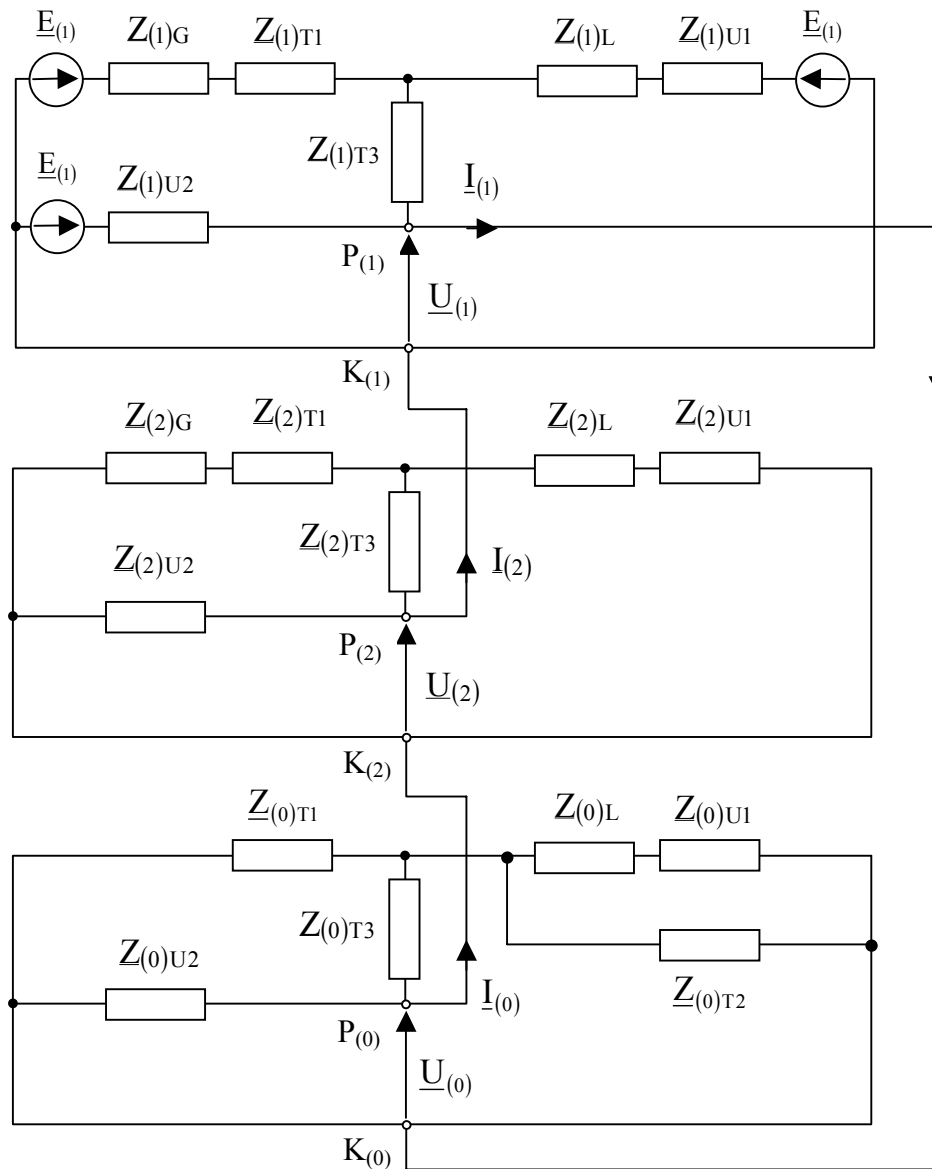 E(1) Z(1)G Z(1)T1 Z(1)L Z(1)U1 E(1)
Z(1)T3
E(1) Z(1)U2 I(1)
P(1)
U(1)
K(1)
Z(2)G Z(2)T1 Z(2)L Z(2)U1
Z(2)T3
Z(2)U2 I(2)
P(2)
U(2)
K(2)
Z(0)T1 Z(0)L Z(0)U1
Z(0)T3
Z(0)U2
I(0) Z(0)T2
P(0)
U(0)
K(0)